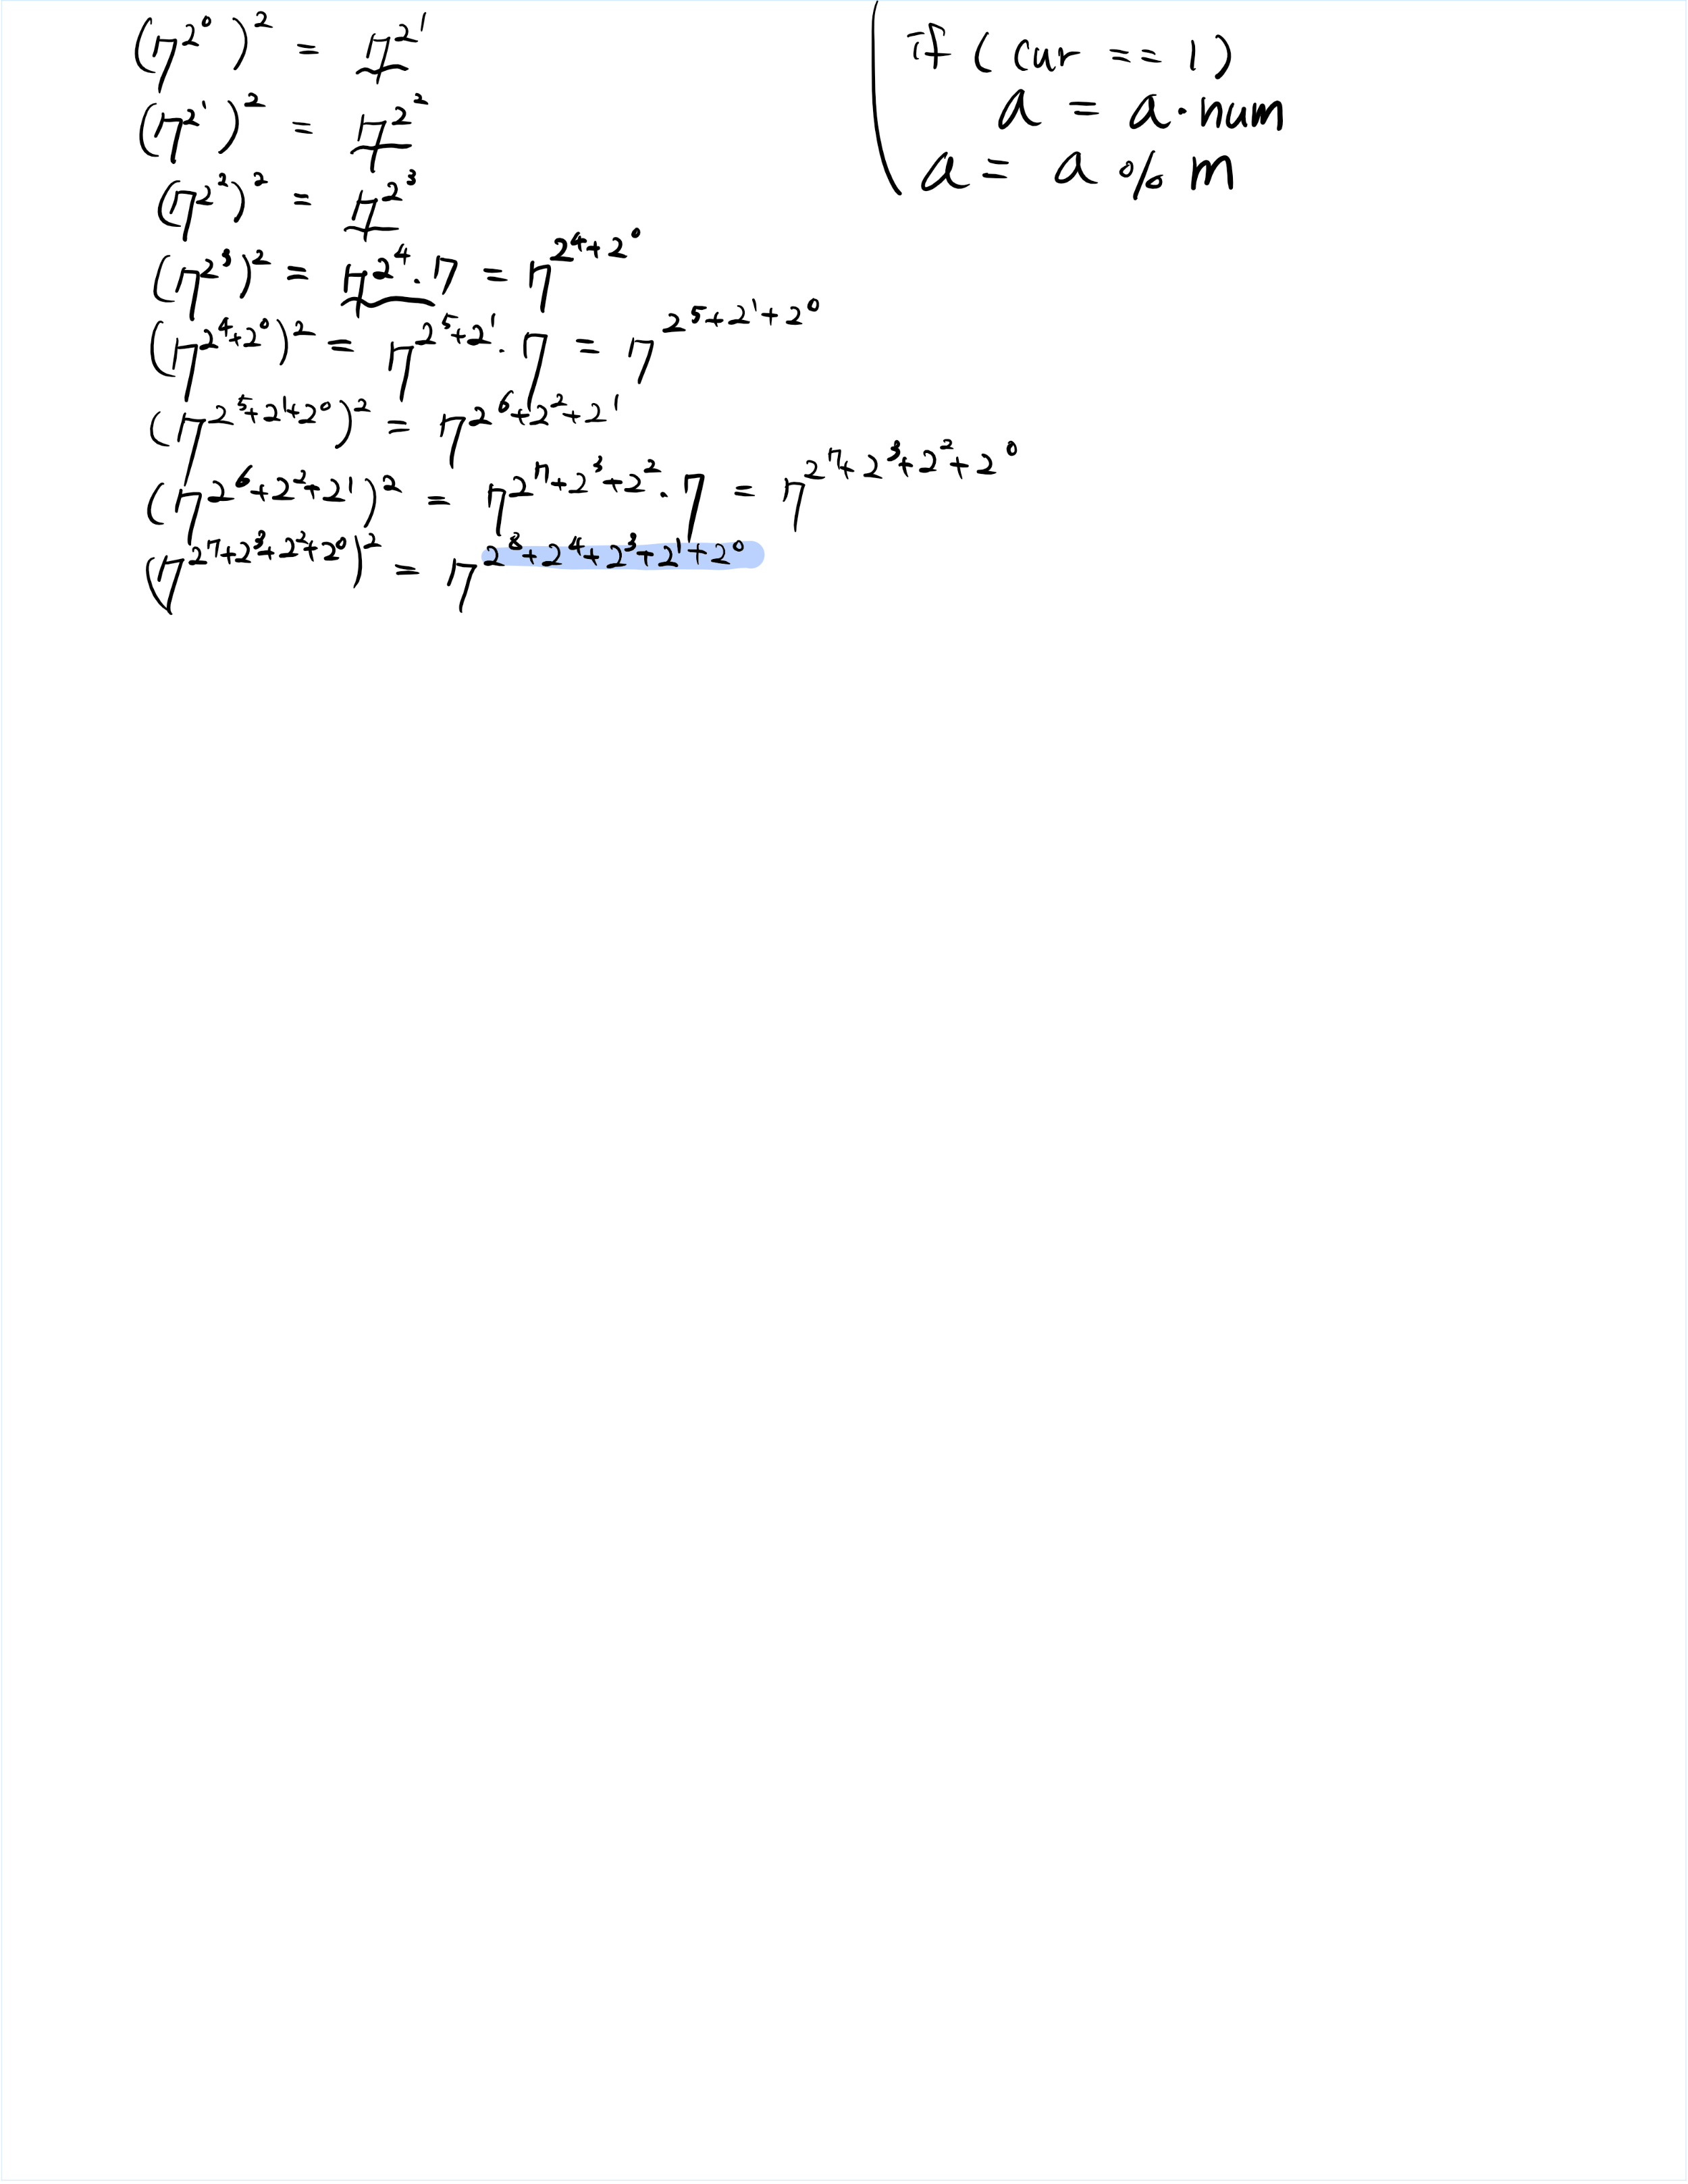 (7^{2^0})^2 = 7^{2^1}
(7^{2^1})^2 = 7^{2^2}
(7^{2^2})^2 = 7^{2^3}
(7^{2^3})^2 = 7^{2^4}·7 = 7^{2^4+2^0}
(7^{2^4+2^0})^2 = 7^{2^5+2^1}·7 = 7^{2^5+2^1+2^0}
(7^{2^5+2^1+2^0})^2 = 7^{2^6+2^2+2^1}
(7^{2^6+2^2+2^1})^2 = 7^{2^7+2^3+2^2}·7 = 7^{2^7+2^3+2^2+2^0}
(7^{2^7+2^3+2^2+2^0})^2 = 7^{2^8+2^4+2^3+2^1+2^0}
if (cur == 1)
a = a·num
a = a % m